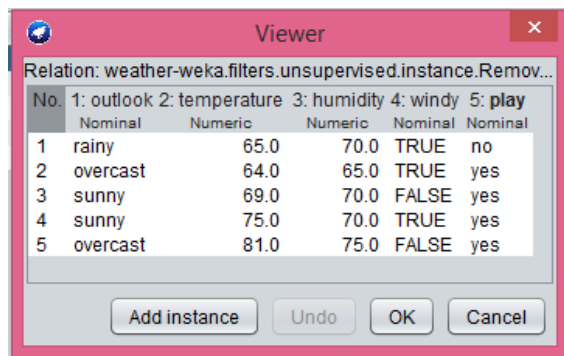 Viewer
Relation: weather-weka.filters.unsupervised.instance.Remov...
No. 1: outlook 2: temperature 3: humidity 4: windy 5: play
Nominal Numeric Numeric Nominal Nominal
1 rainy 65.0 70.0 TRUE no
2 overcast 64.0 65.0 TRUE yes
3 sunny 69.0 70.0 FALSE yes
4 sunny 75.0 70.0 TRUE yes
5 overcast 81.0 75.0 FALSE yes
Add instance Undo OK Cancel